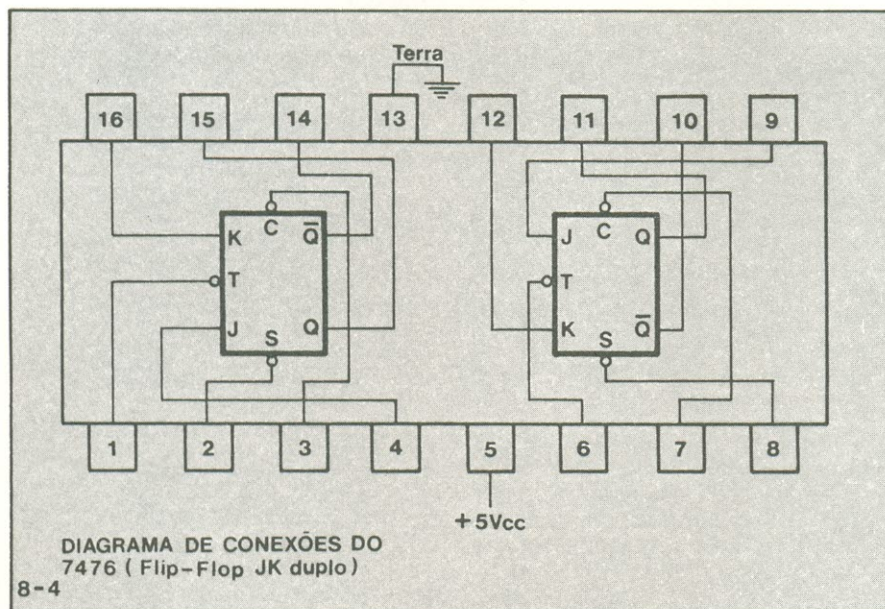 Terra
16 15 14 13 12 11 10 9
C C
K Q̅ J Q
T T
J Q K Q̅
S S
1 2 3 4 5 6 7 8
+5Vcc
DIAGRAMA DE CONEXÕES DO
7476 (Flip-Flop JK duplo)
8-4